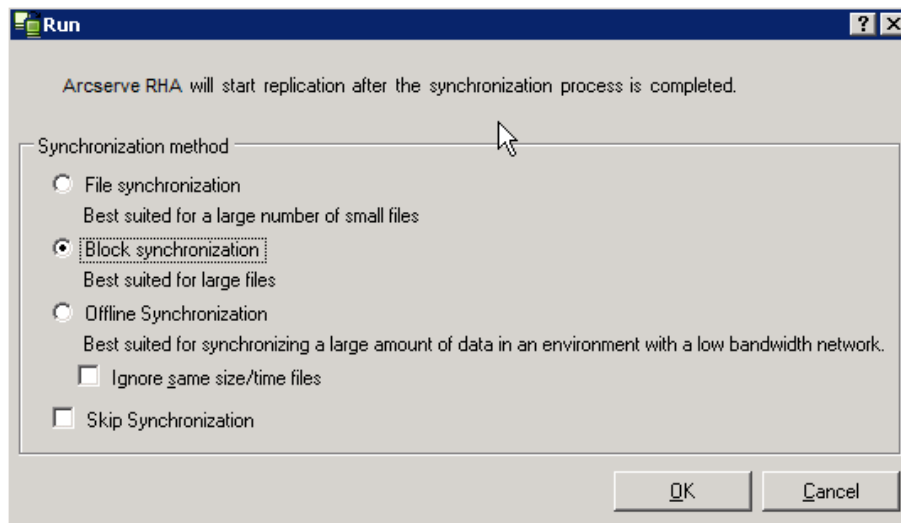 Run
Arcserve RHA will start replication after the synchronization process is completed.
Synchronization method
File synchronization
Best suited for a large number of small files
Block synchronization
Best suited for large files
Offline Synchronization
Best suited for synchronizing a large amount of data in an environment with a low bandwidth network.
Ignore same size/time files
Skip Synchronization
OK Cancel